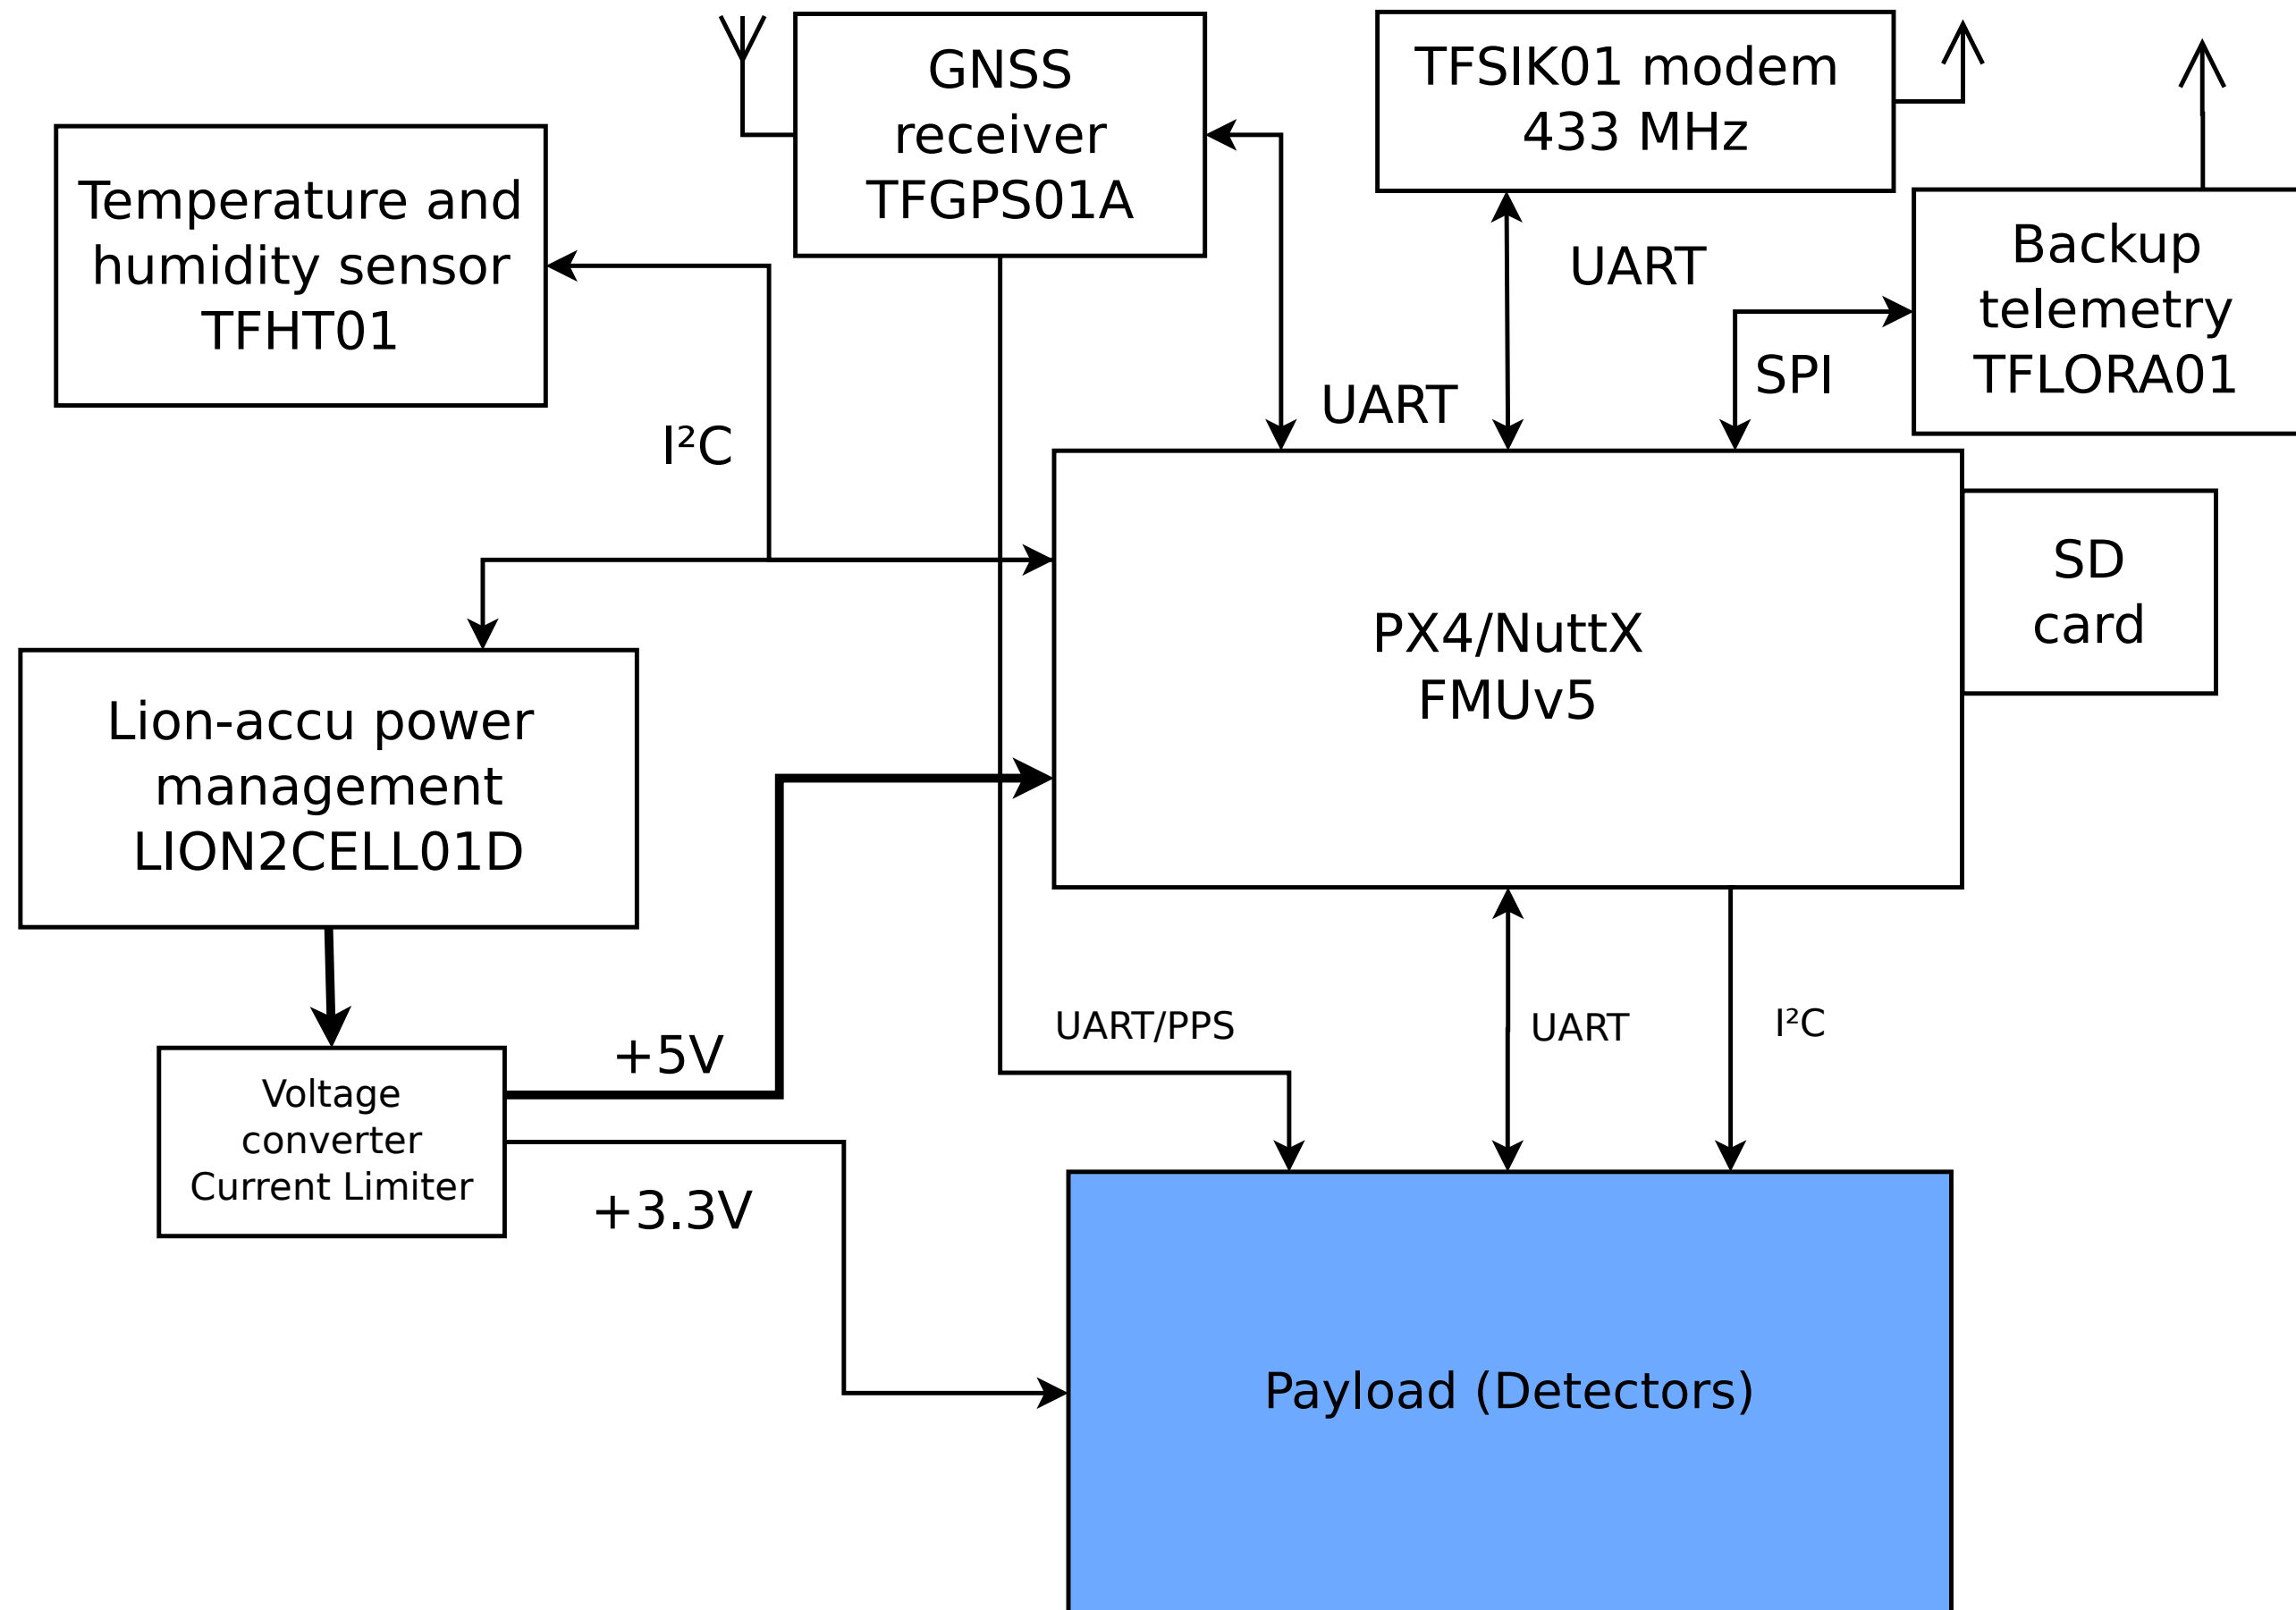 GNSS
receiver
TFGPS01A
TFSIK01 modem
433 MHz
Temperature and
humidity sensor
TFHT01
Backup
telemetry
TFLORA01
UART
SPI
UART
I²C
SD
card
PX4/NuttX
FMUv5
Lion-accu power
management
LION2CELL01D
UART/PPS
UART
I²C
+5V
Voltage
converter
Current Limiter
+3.3V
Payload (Detectors)